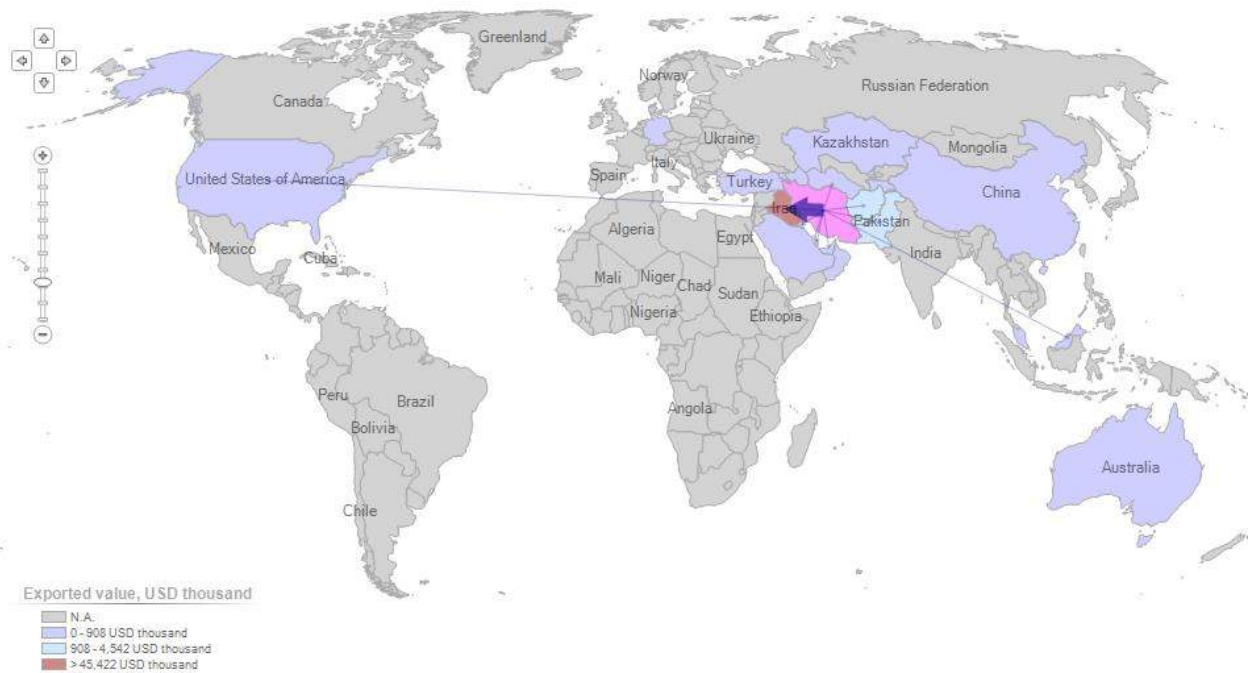 Greenland
Norway
Russian Federation
Canada
Ukraine
Kazakhstan
Mongolia
Italy
Spain
Turkey
United States of America
China
Iraq
Pakistan
Algeria
Egypt
Mexico
India
Cuba
Mali
Niger
Chad
Sudan
Nigeria
Ethiopia
Peru
Brazil
Angola
Bolivia
Australia
Chile
Exported value, USD thousand
N.A.
0 - 908 USD thousand
908 - 4,542 USD thousand
> 45,422 USD thousand